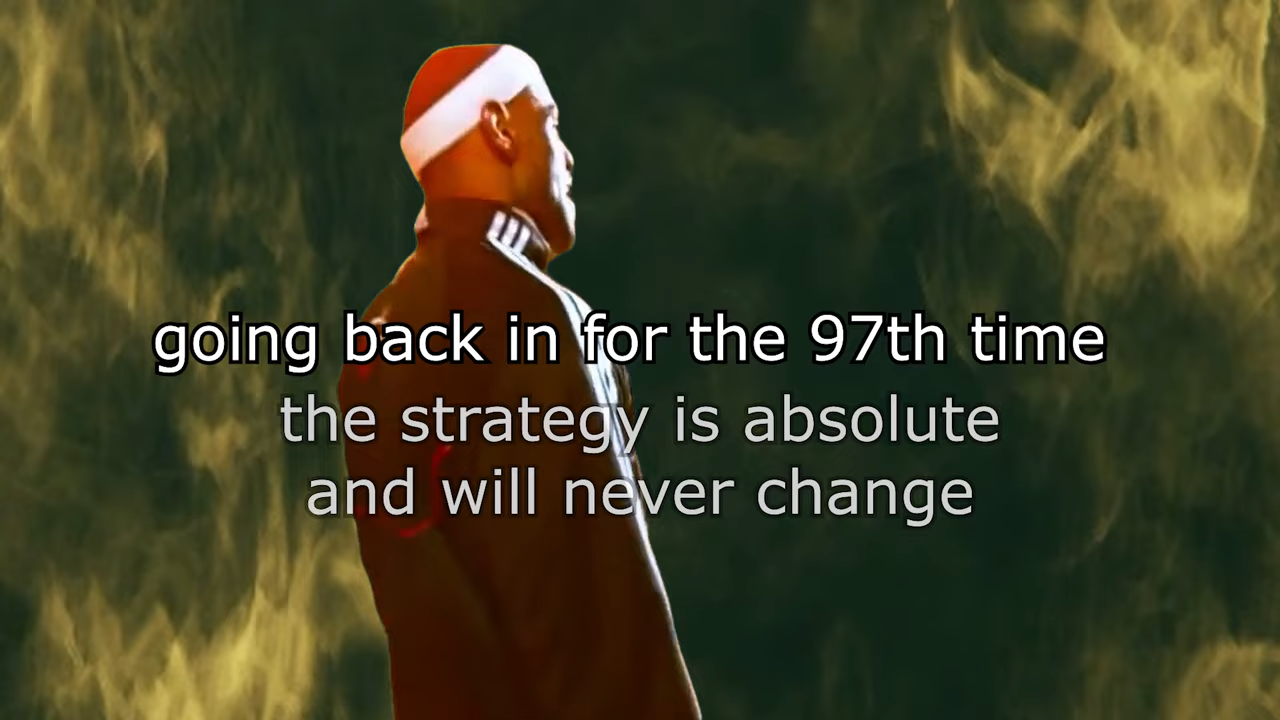 going back in for the 97th time
the strategy is absolute
and will never change